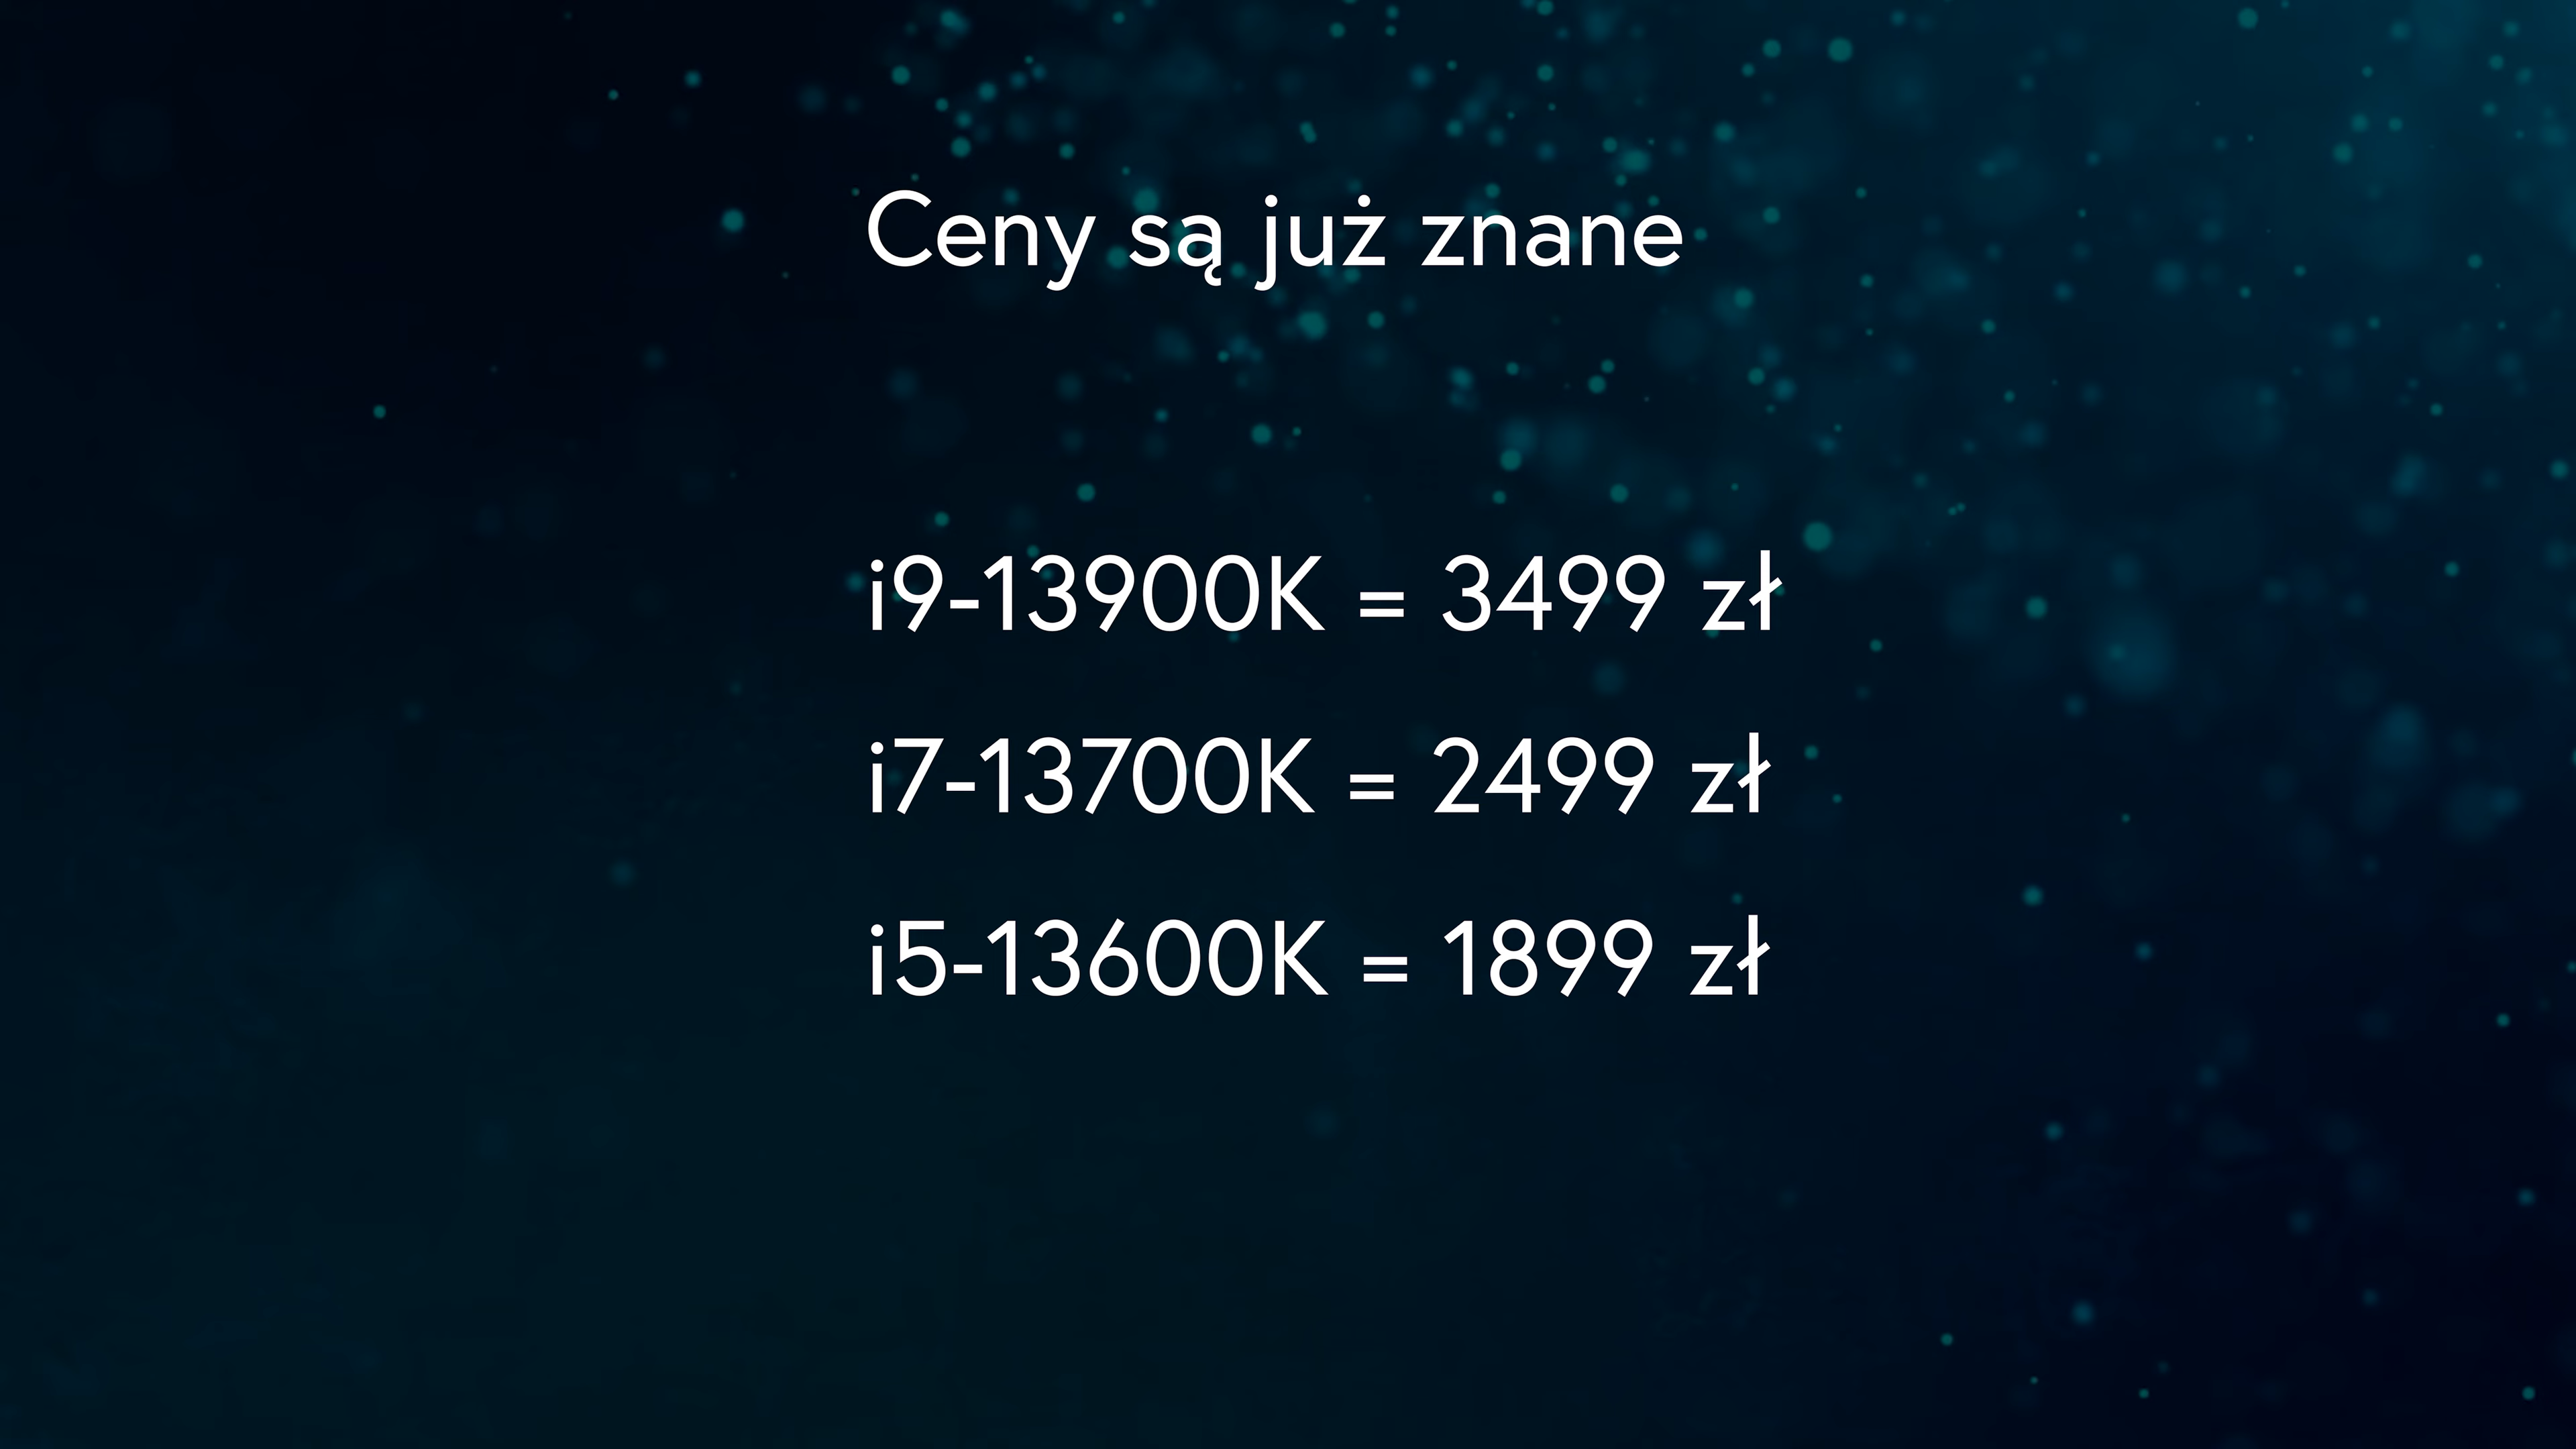 Ceny są już znane
i9-13900K = 3499 zł
i7-13700K = 2499 zł
i5-13600K = 1899 zł